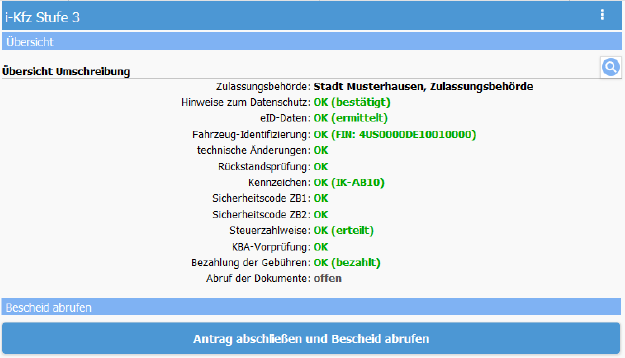 i-Kfz Stufe 3
Übersicht
Übersicht Umschreibung
Zulassungsbehörde: Stadt Musterhausen, Zulassungsbehörde
Hinweise zum Datenschutz: OK (bestätigt)
eID-Daten: OK (ermittelt)
Fahrzeug-Identifizierung: OK (FIN: 4US0000DE10010000)
technische Änderungen: OK
Rückstandsprüfung: OK
Kennzeichen: OK (IK-AB10)
Sicherheitscode ZB1: OK
Sicherheitscode ZB2: OK
Steuerzahlweise: OK (erteilt)
KBA-Vorprüfung: OK
Bezahlung der Gebühren: OK (bezahlt)
Abruf der Dokumente: offen
Bescheid abrufen
Antrag abschließen und Bescheid abrufen